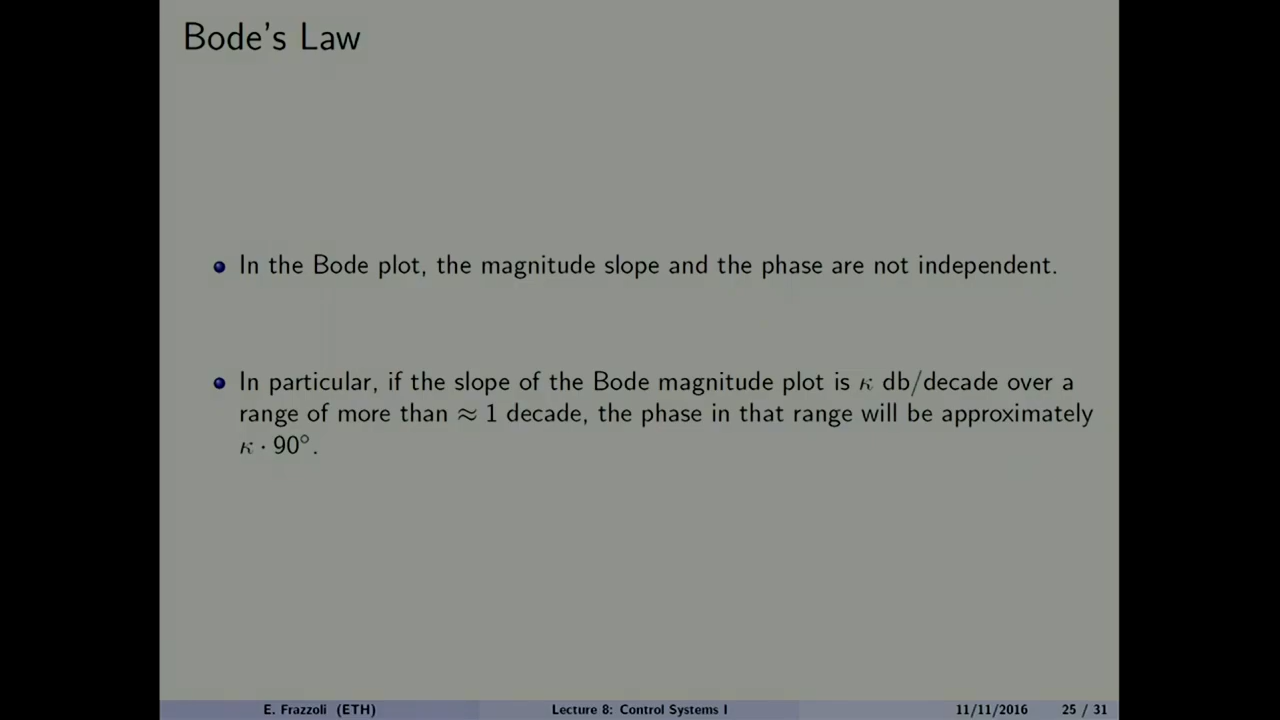 Bode's Law
In the Bode plot, the magnitude slope and the phase are not independent.
In particular, if the slope of the Bode magnitude plot is κ db/decade over a
range of more than ≈ 1 decade, the phase in that range will be approximately
κ · 90°.
E. Frazzoli (ETH) Lecture 8: Control Systems I 11/11/2016 25 / 31